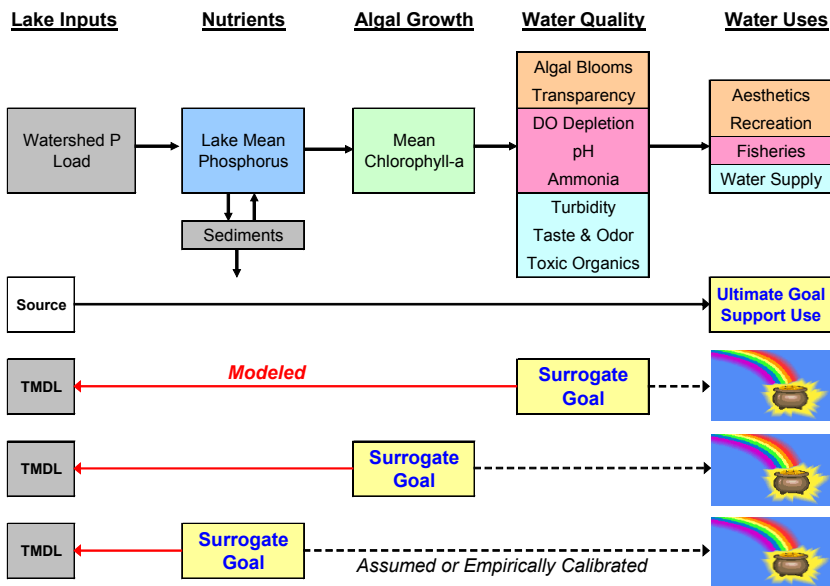 Lake Inputs
Nutrients
Algal Growth
Water Quality
Water Uses
Watershed P
Load
Lake Mean
Phosphorus
Sediments
Mean
Chlorophyll-a
Algal Blooms
Transparency
DO Depletion
pH
Ammonia
Turbidity
Taste & Odor
Toxic Organics
Aesthetics
Recreation
Fisheries
Water Supply
Source
Ultimate Goal
Support Use
TMDL
Modeled
Surrogate
Goal
TMDL
Surrogate
Goal
TMDL
Surrogate
Goal
Assumed or Empirically Calibrated